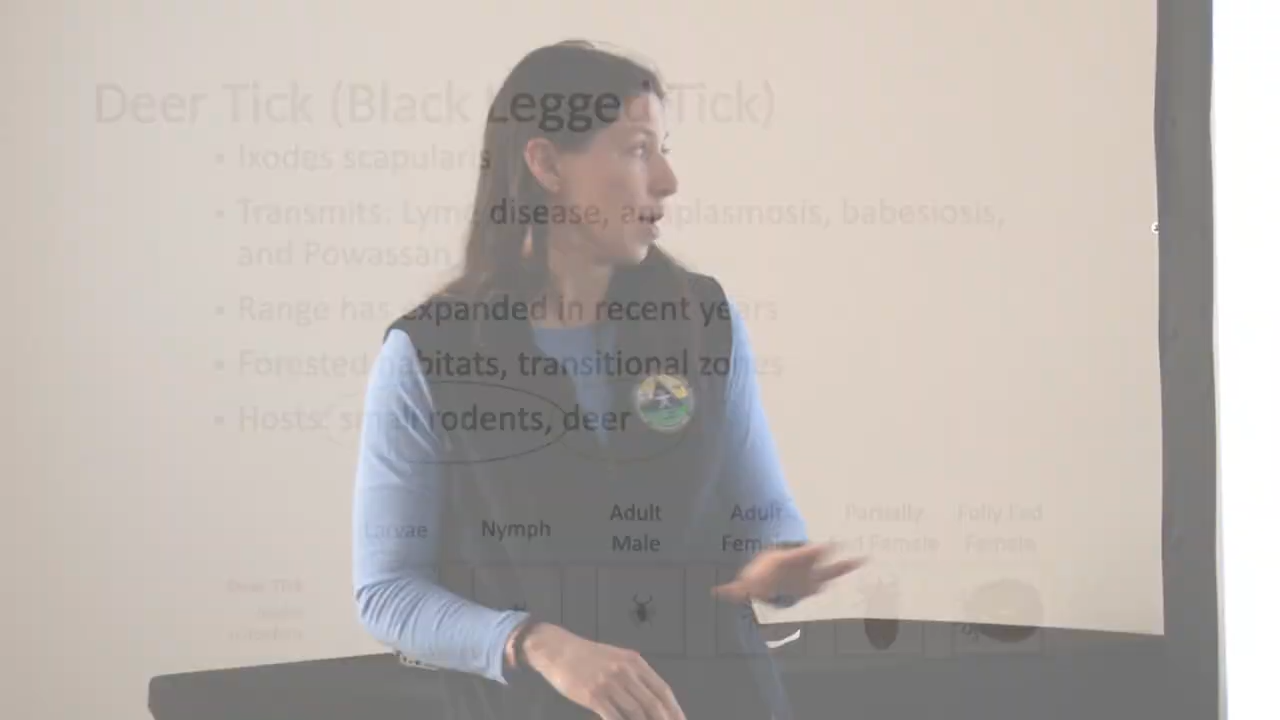 Deer Tick (Black Legged Tick)
• Ixodes scapularis
• Transmits: Lyme disease, anaplasmosis, babesiosis,
and Powassan
• Range has expanded in recent years
• Forested habitats, transitional zones
• Hosts: small rodents, deer
Larvae Nymph Adult Male Adult Female Partially Fed Female Fully Fed Female
Deer Tick